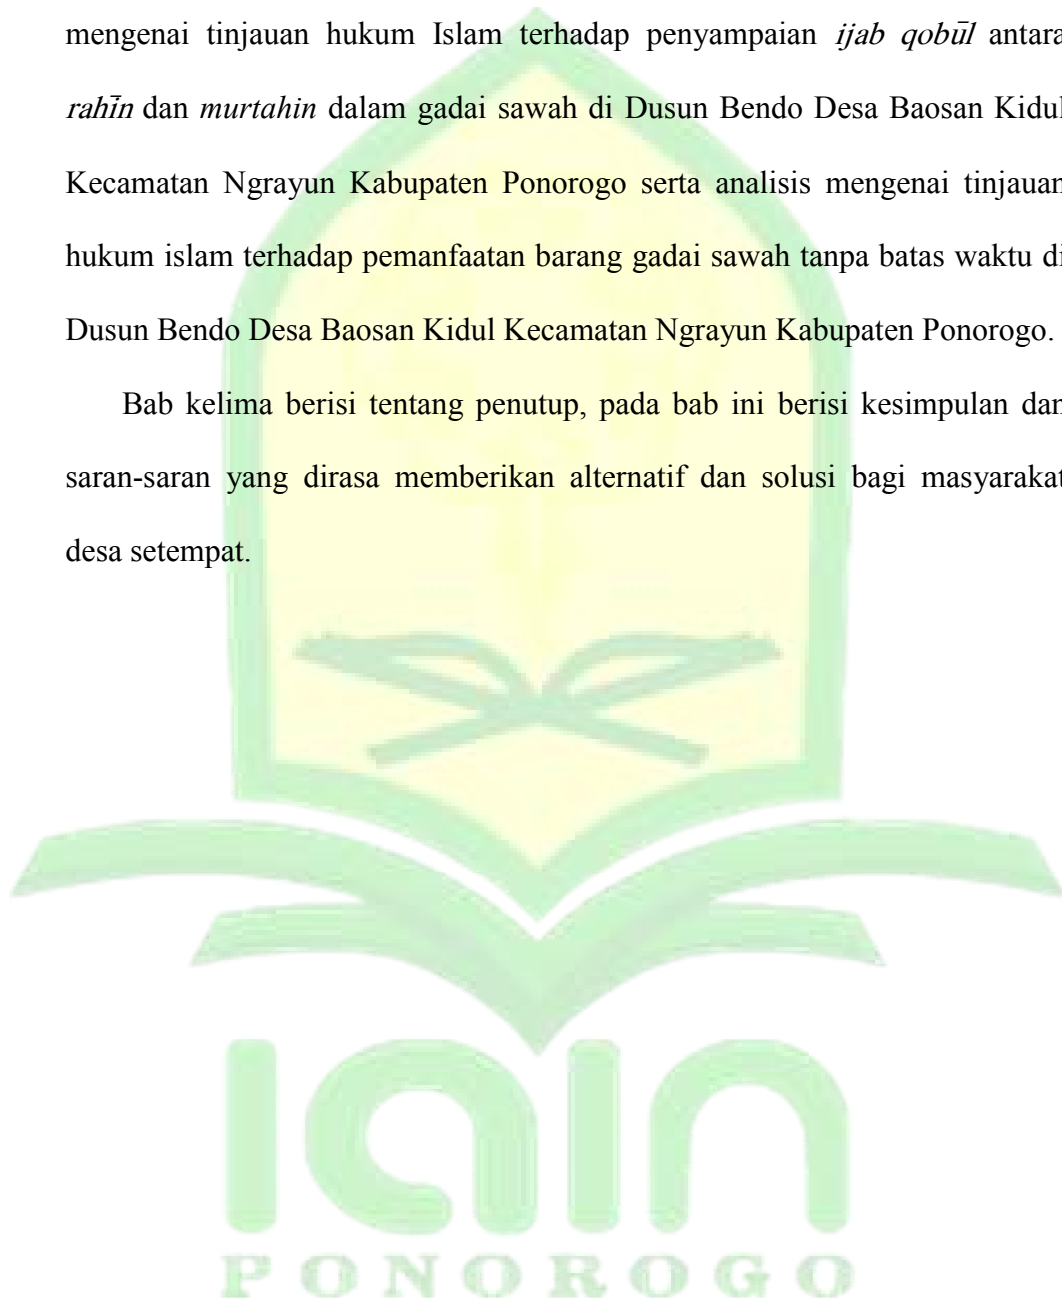 mengenai tinjauan hukum Islam terhadap penyampaian ijab qobūl antara
rahīn dan murtahin dalam gadai sawah di Dusun Bendo Desa Baosan Kidul
Kecamatan Ngrayun Kabupaten Ponorogo serta analisis mengenai tinjauan
hukum islam terhadap pemanfaatan barang gadai sawah tanpa batas waktu di
Dusun Bendo Desa Baosan Kidul Kecamatan Ngrayun Kabupaten Ponorogo.
Bab kelima berisi tentang penutup, pada bab ini berisi kesimpulan dan
saran-saran yang dirasa memberikan alternatif dan solusi bagi masyarakat
desa setempat.
iain
PONOROGO